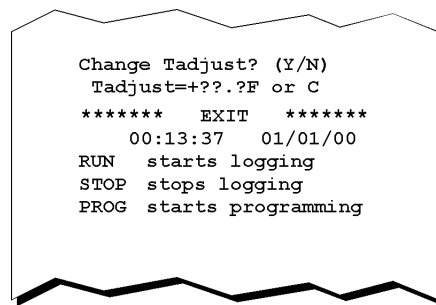 Change Tadjust? (Y/N)
Tadjust=+??.?F or C
******* EXIT *******
00:13:37 01/01/00
RUN starts logging
STOP stops logging
PROG starts programming